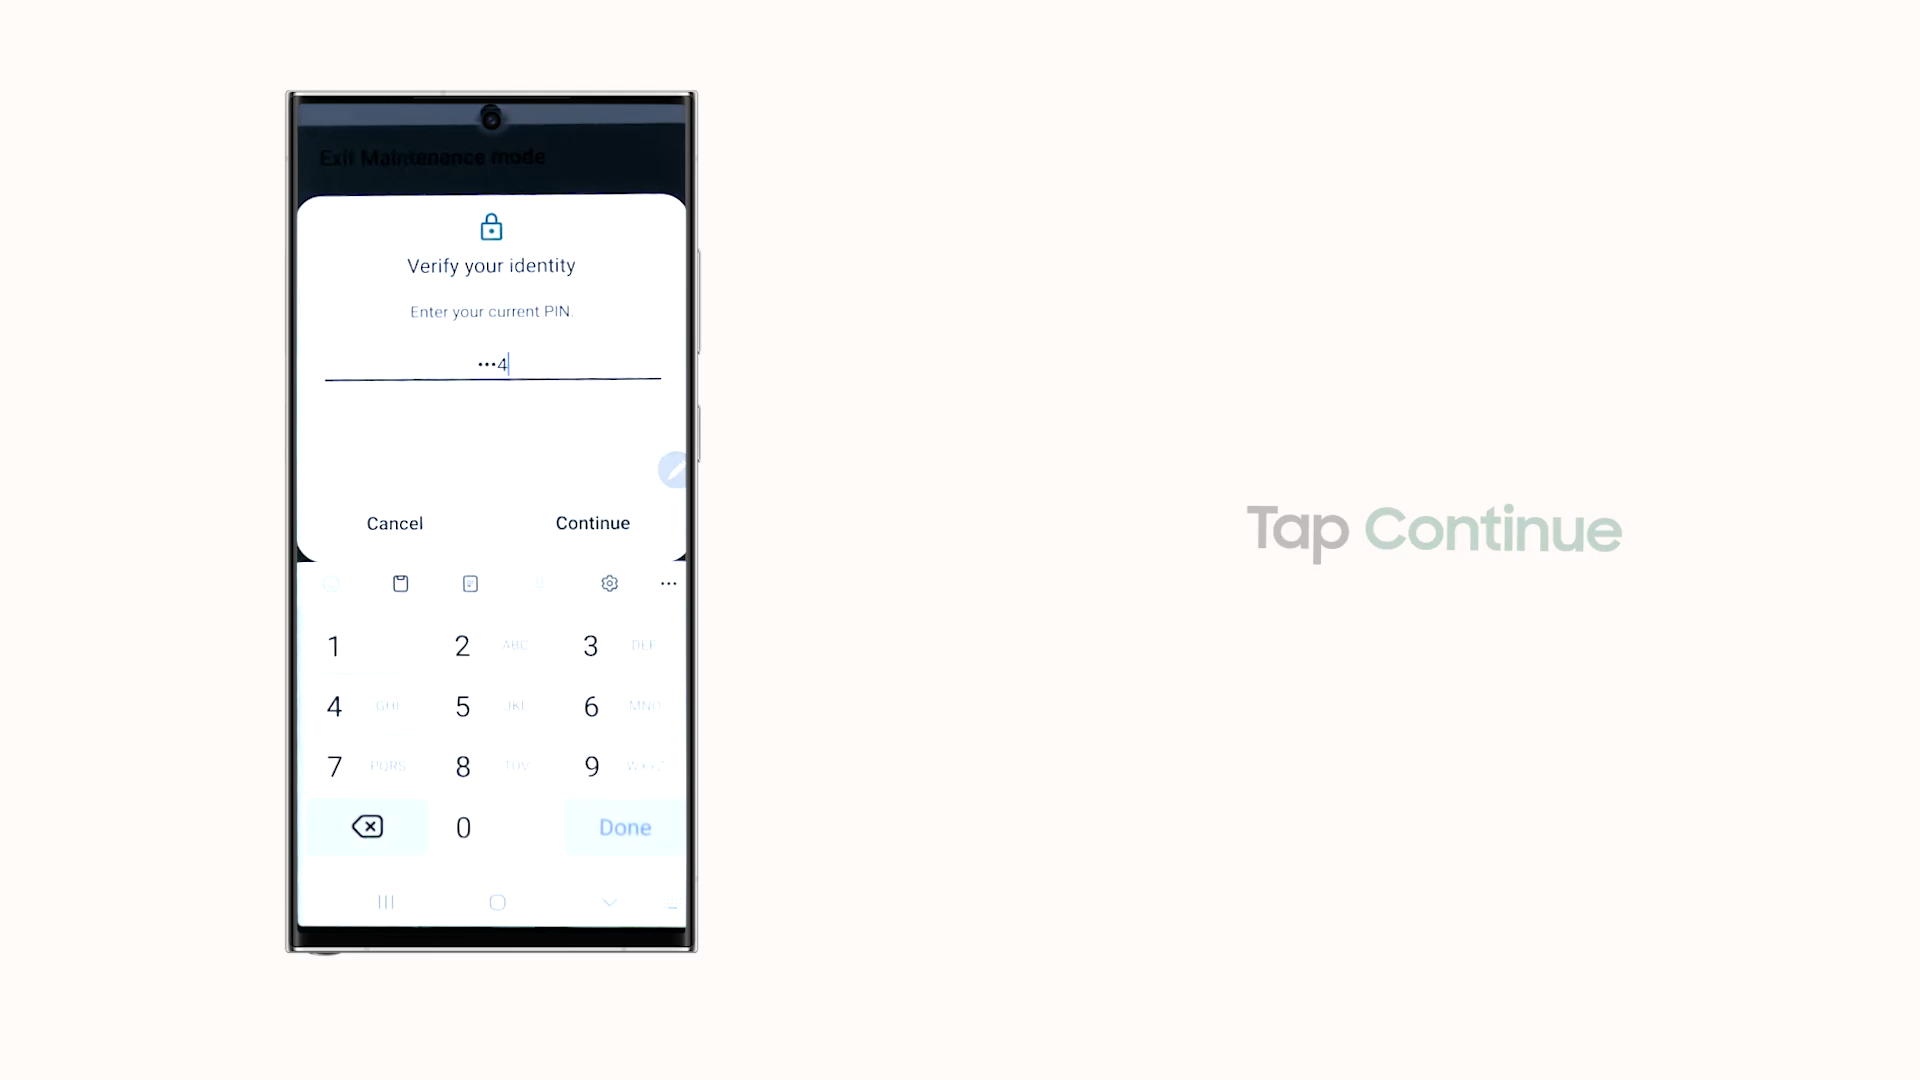 Exit Maintenance mode
Verify your identity
Enter your current PIN.
•••4
Cancel
Continue
1
2 ABC
3 DEF
4 GHI
5 JKL
6 MNO
7 PQRS
8 TUV
9 WXYZ
0
Done
Tap Continue